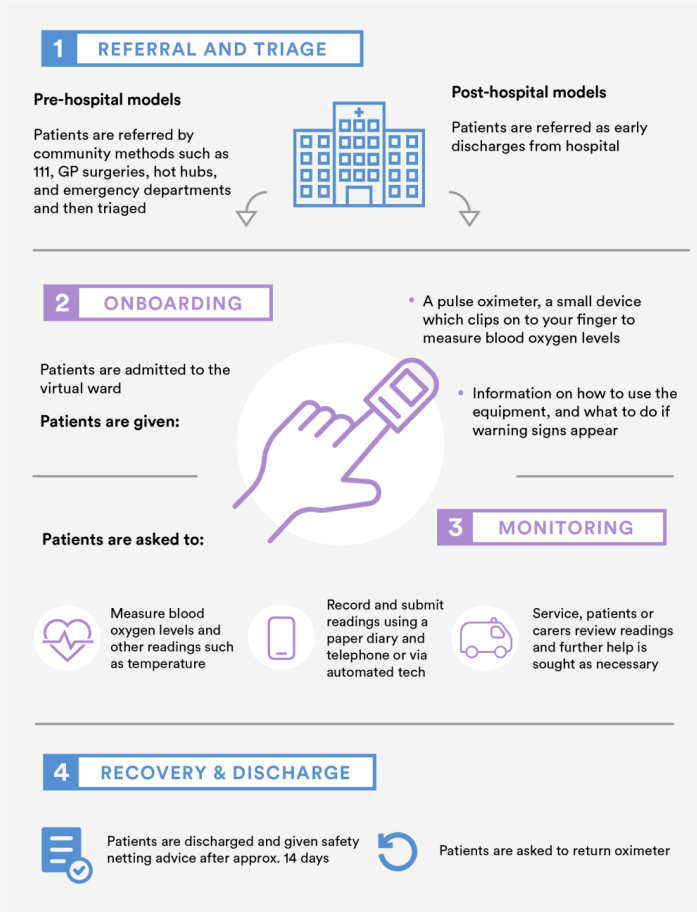 1 REFERRAL AND TRIAGE
Pre-hospital models
Patients are referred by
community methods such as
111, GP surgeries, hot hubs,
and emergency departments
and then triaged
Post-hospital models
Patients are referred as early
discharges from hospital
2 ONBOARDING
Patients are admitted to the
virtual ward
Patients are given:
• A pulse oximeter, a small device
which clips on to your finger to
measure blood oxygen levels
• Information on how to use the
equipment, and what to do if
warning signs appear
3 MONITORING
Patients are asked to:
Measure blood
oxygen levels and
other readings such
as temperature
Record and submit
readings using a
paper diary and
telephone or via
automated tech
Service, patients or
carers review readings
and further help is
sought as necessary
4 RECOVERY & DISCHARGE
Patients are discharged and given safety
netting advice after approx. 14 days
Patients are asked to return oximeter